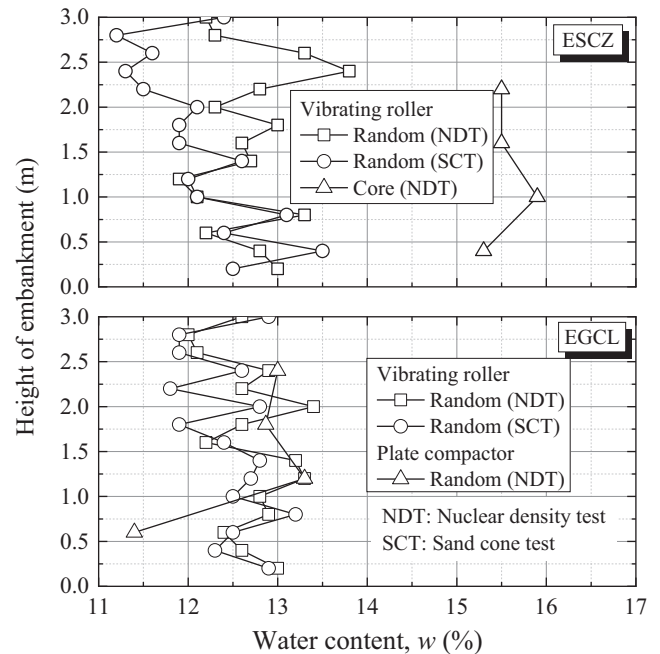 3.0
2.5
2.0
1.5
1.0
0.5
0.0
ESCZ
Vibrating roller
Random (NDT)
Random (SCT)
Core (NDT)
Height of embankment (m)
3.0
2.5
2.0
1.5
1.0
0.5
0.0
EGCL
Vibrating roller
Random (NDT)
Random (SCT)
Plate compactor
Random (NDT)
NDT: Nuclear density test
SCT: Sand cone test
11 12 13 14 15 16 17
Water content, w (%)